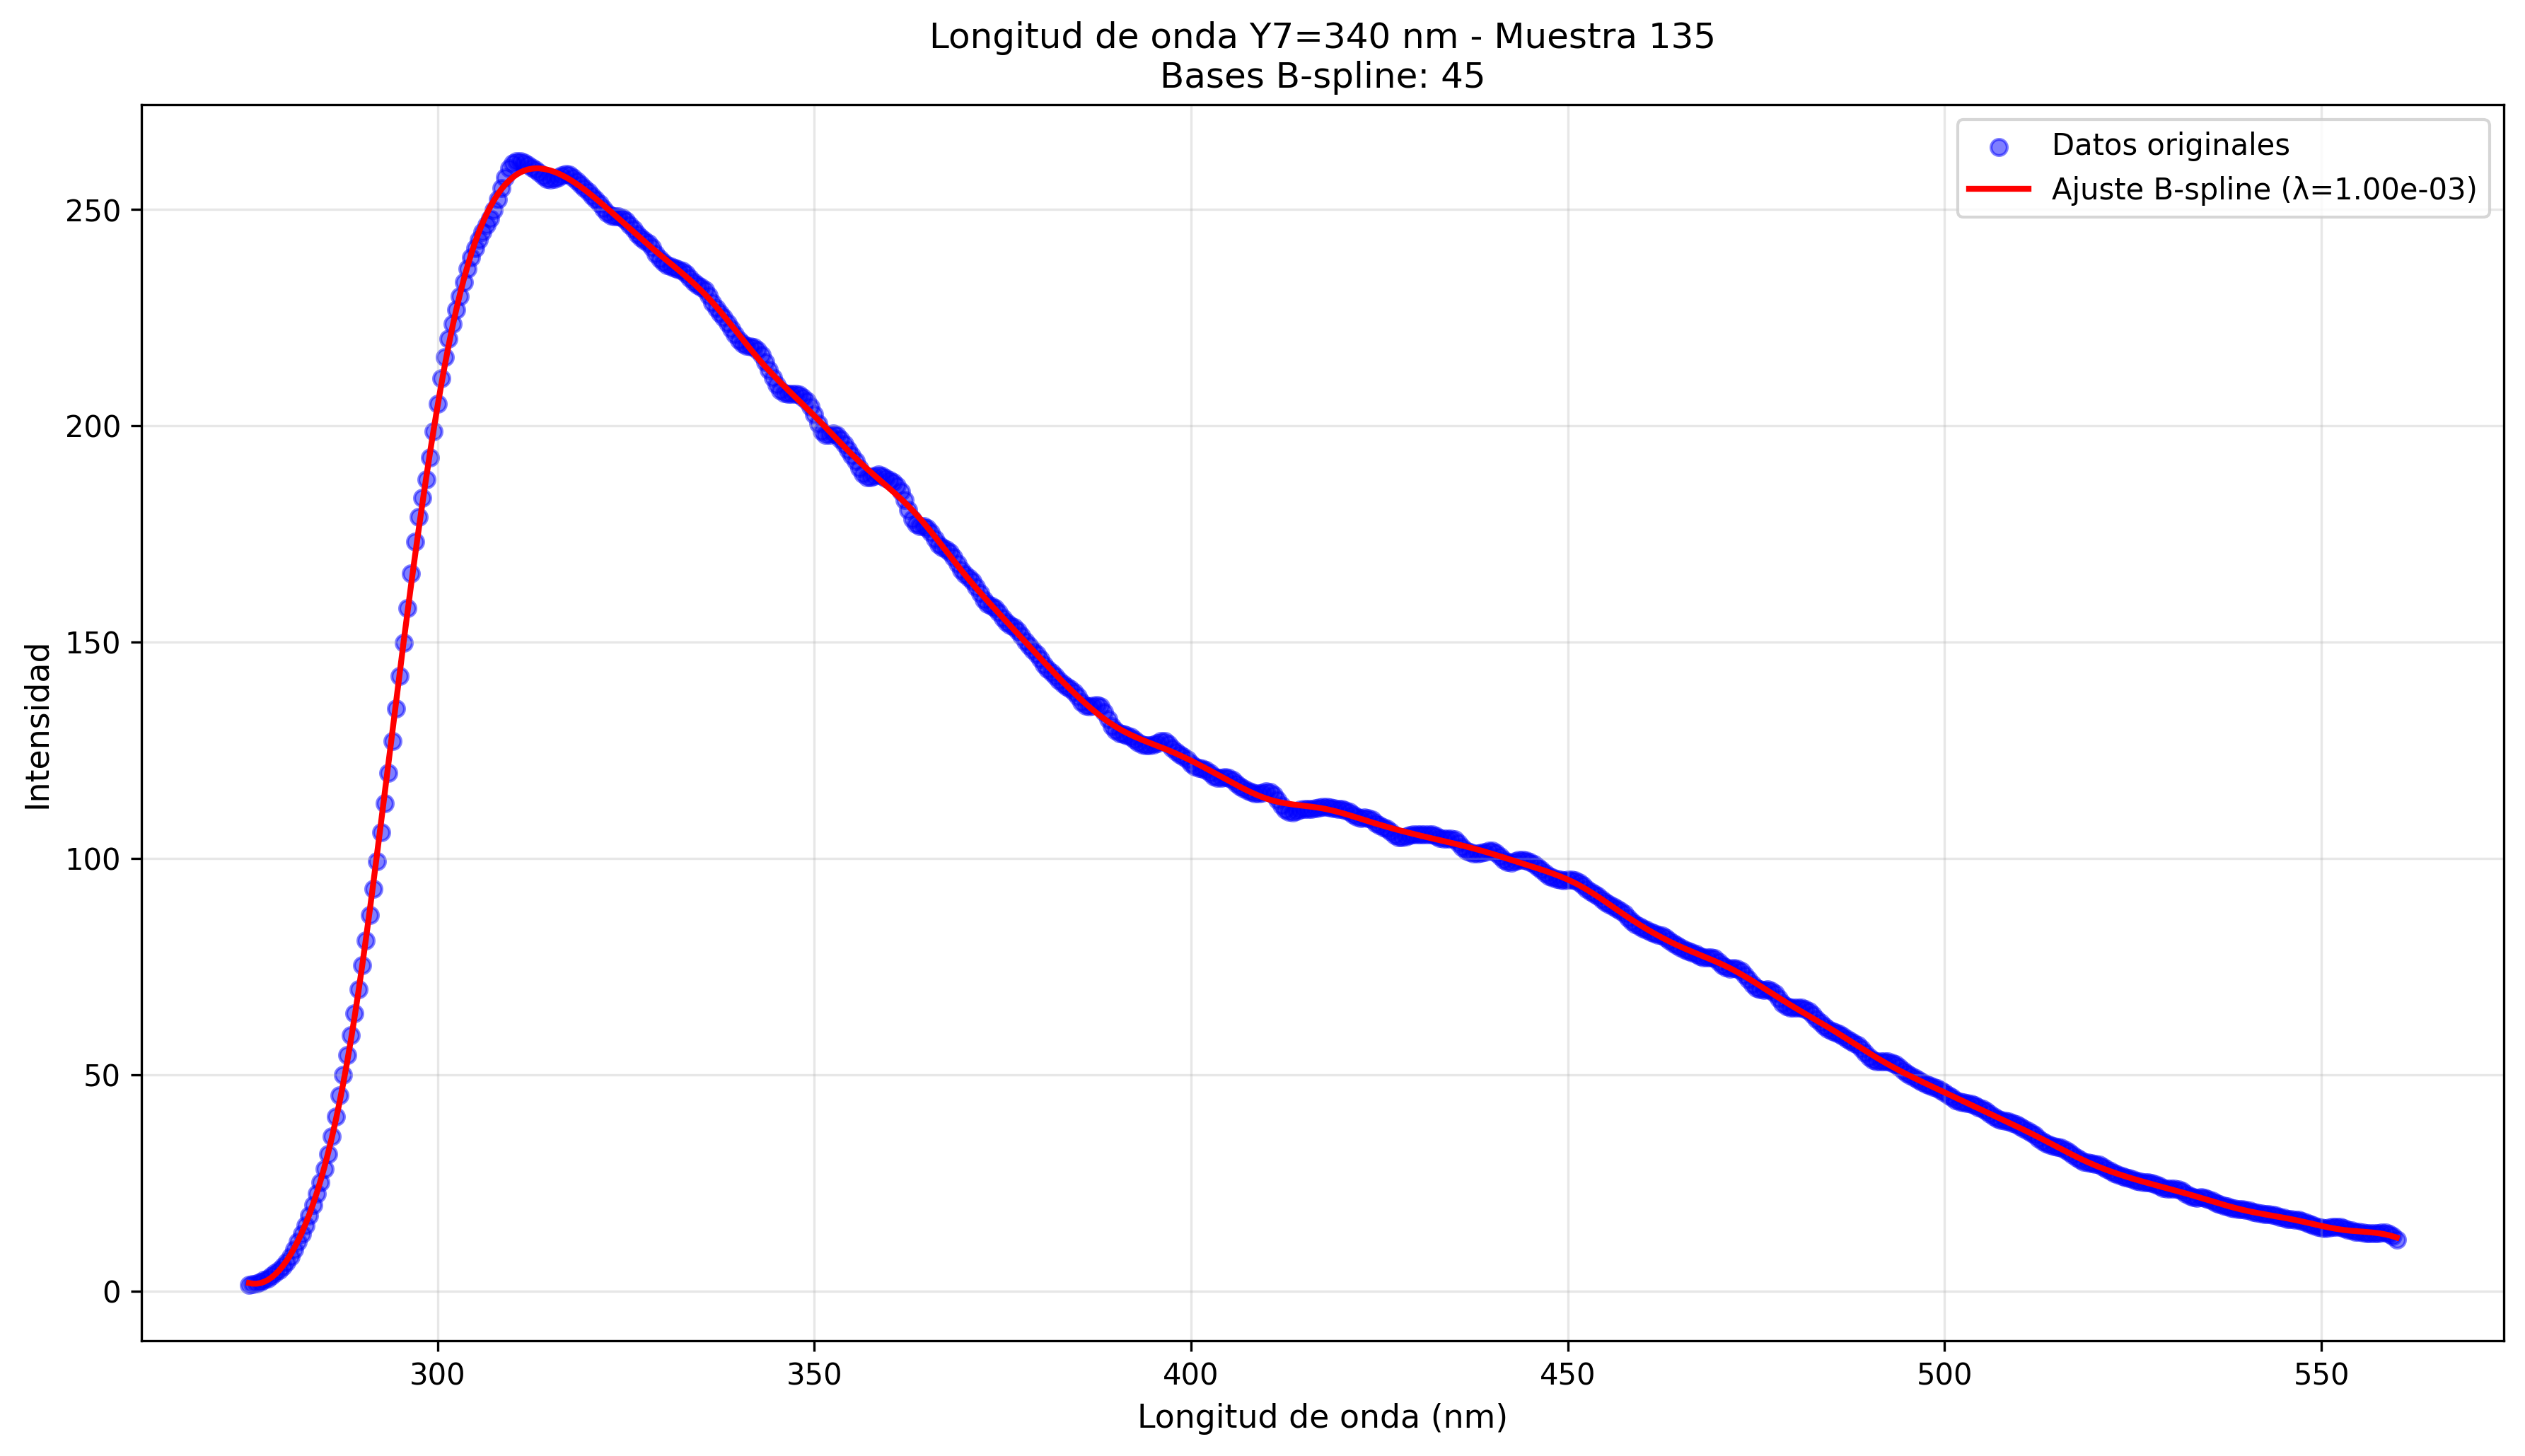 Longitud de onda Y7=340 nm - Muestra 135
Bases B-spline: 45
Datos originales
Ajuste B-spline (λ=1.00e-03)
Intensidad
250
200
150
100
50
0
300
350
400
450
500
550
Longitud de onda (nm)